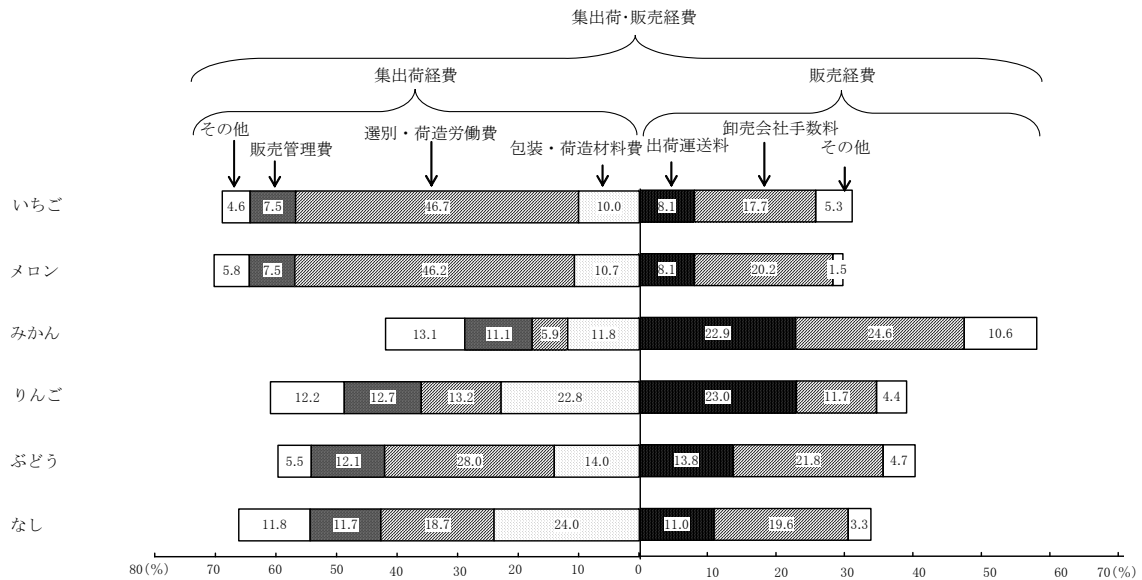 集出荷・販売経費
集出荷経費
販売経費
その他
販売管理費
選別・荷造労働費
包装・荷造材料費
出荷運送料
卸売会社手数料
その他
いちご 4.6 7.5 46.7 10.0 8.1 17.7 5.3
メロン 5.8 7.5 46.2 10.7 8.1 20.2 1.5
みかん 13.1 11.1 5.9 11.8 22.9 24.6 10.6
りんご 12.2 12.7 13.2 22.8 23.0 11.7 4.4
ぶどう 5.5 12.1 28.0 14.0 13.8 21.8 4.7
なし 11.8 11.7 18.7 24.0 11.0 19.6 3.3
80(%) 70 60 50 40 30 20 10 0 10 20 30 40 50 60 70(%)